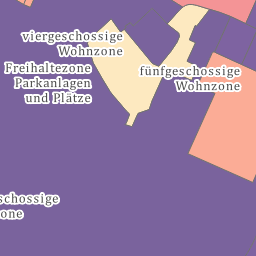 viergeschossige
Wohnzone
Freihaltezone
Parkanlagen
und Plätze
fünfgeschossige
Wohnzone
schossige
one